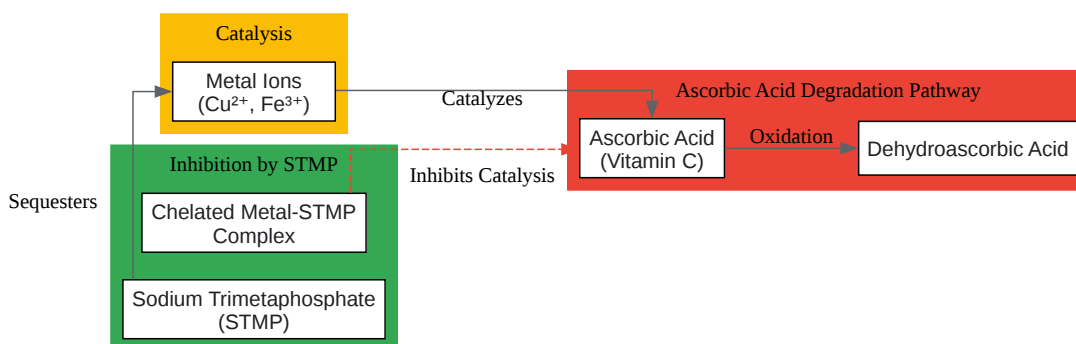 Catalysis
Metal Ions
(Cu²⁺, Fe³⁺)
Catalyzes
Ascorbic Acid Degradation Pathway
Ascorbic Acid
(Vitamin C)
Oxidation
Dehydroascorbic Acid
Inhibition by STMP
Inhibits Catalysis
Sequesters
Chelated Metal-STMP
Complex
Sodium Trimetaphosphate
(STMP)